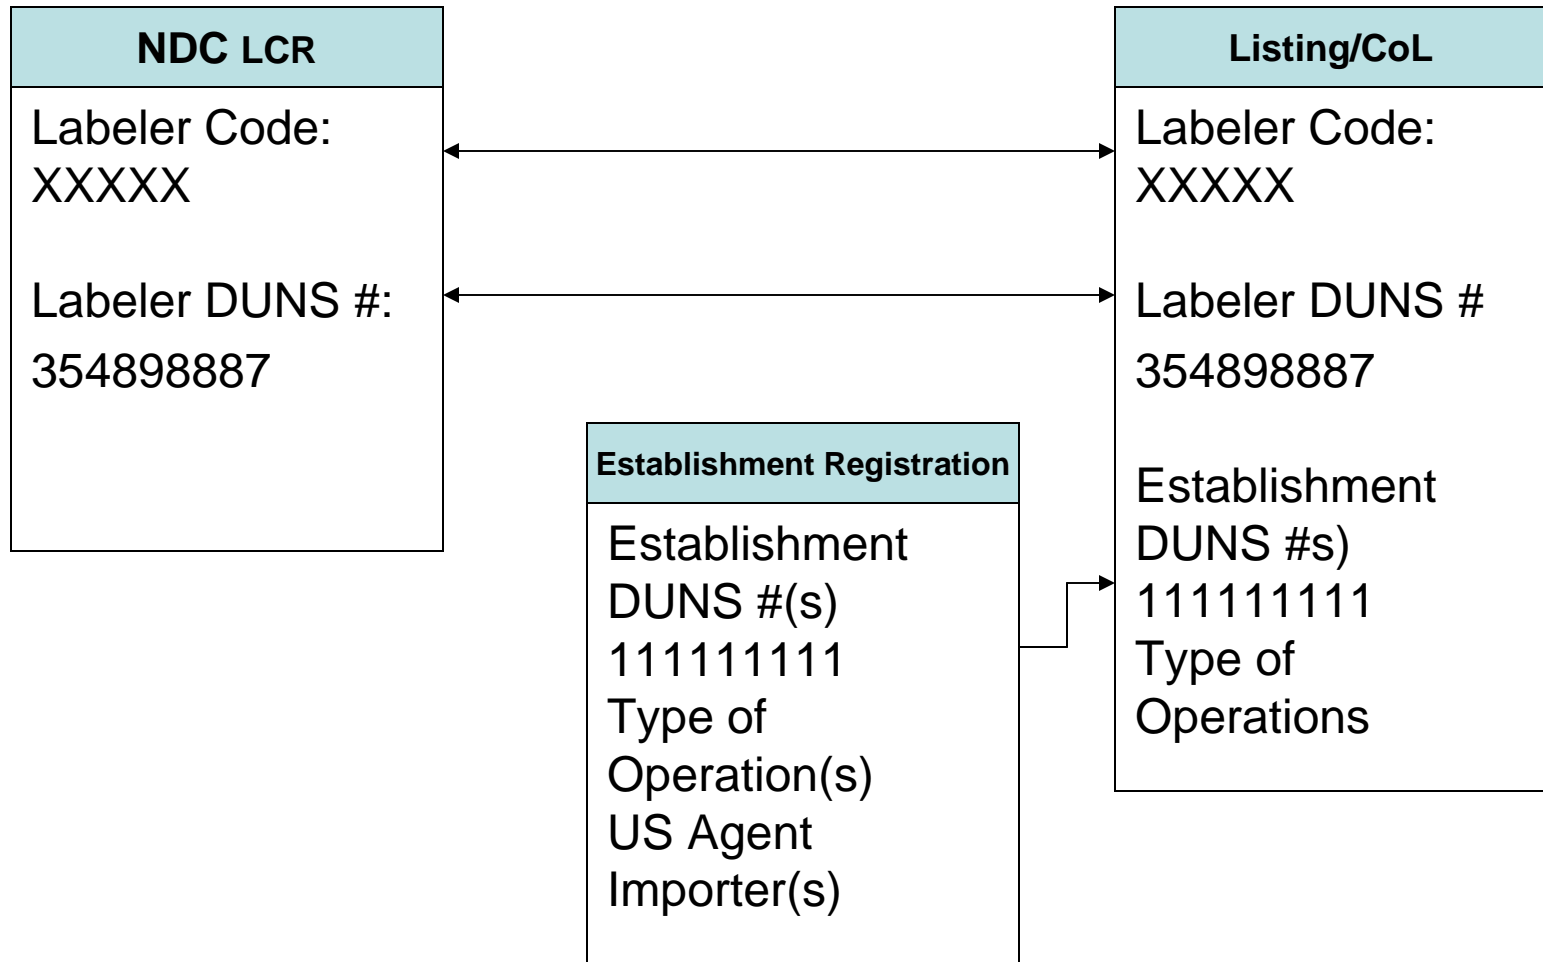 NDC LCR
Labeler Code:
XXXXX
Labeler DUNS #:
354898887
Establishment Registration
Establishment
DUNS #(s)
111111111
Type of
Operation(s)
US Agent
Importer(s)
Listing/CoL
Labeler Code:
XXXXX
Labeler DUNS #
354898887
Establishment
DUNS #s)
111111111
Type of
Operations